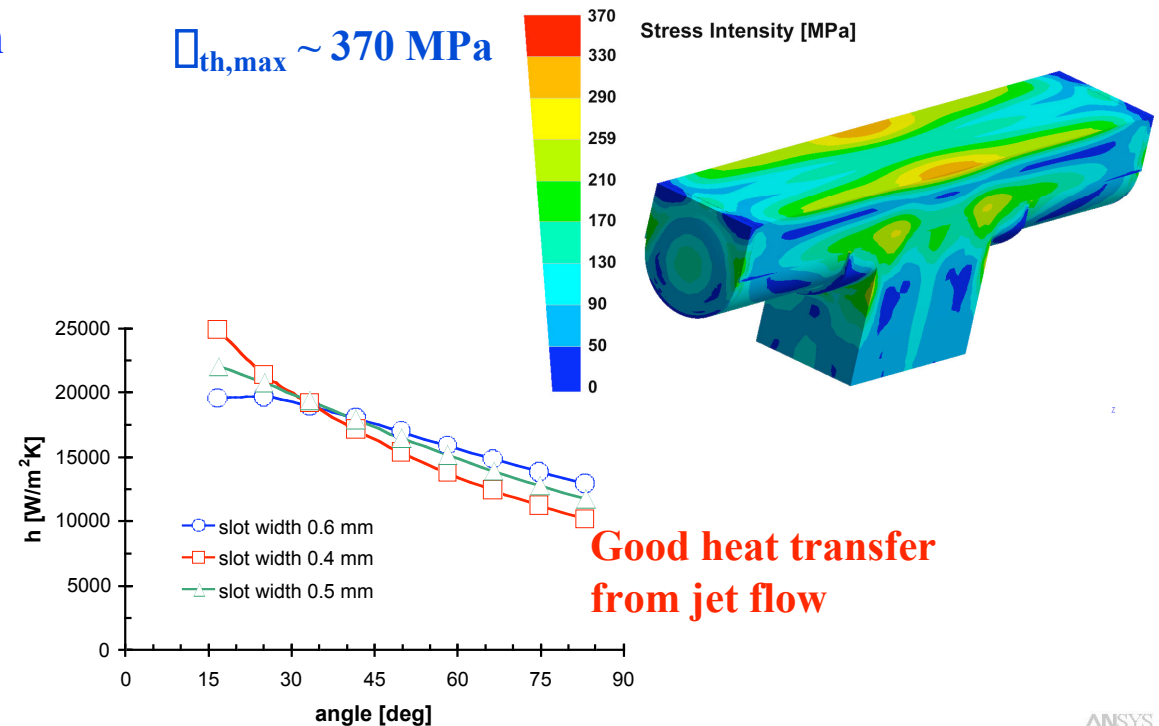 □th,max ~ 370 MPa
Stress Intensity [MPa]
370
330
290
259
210
170
130
90
50
0
z
h [W/m2K]
25000
20000
15000
10000
5000
0
slot width 0.6 mm
slot width 0.4 mm
slot width 0.5 mm
0 15 30 45 60 75 90
angle [deg]
Good heat transfer
from jet flow
ANSYS